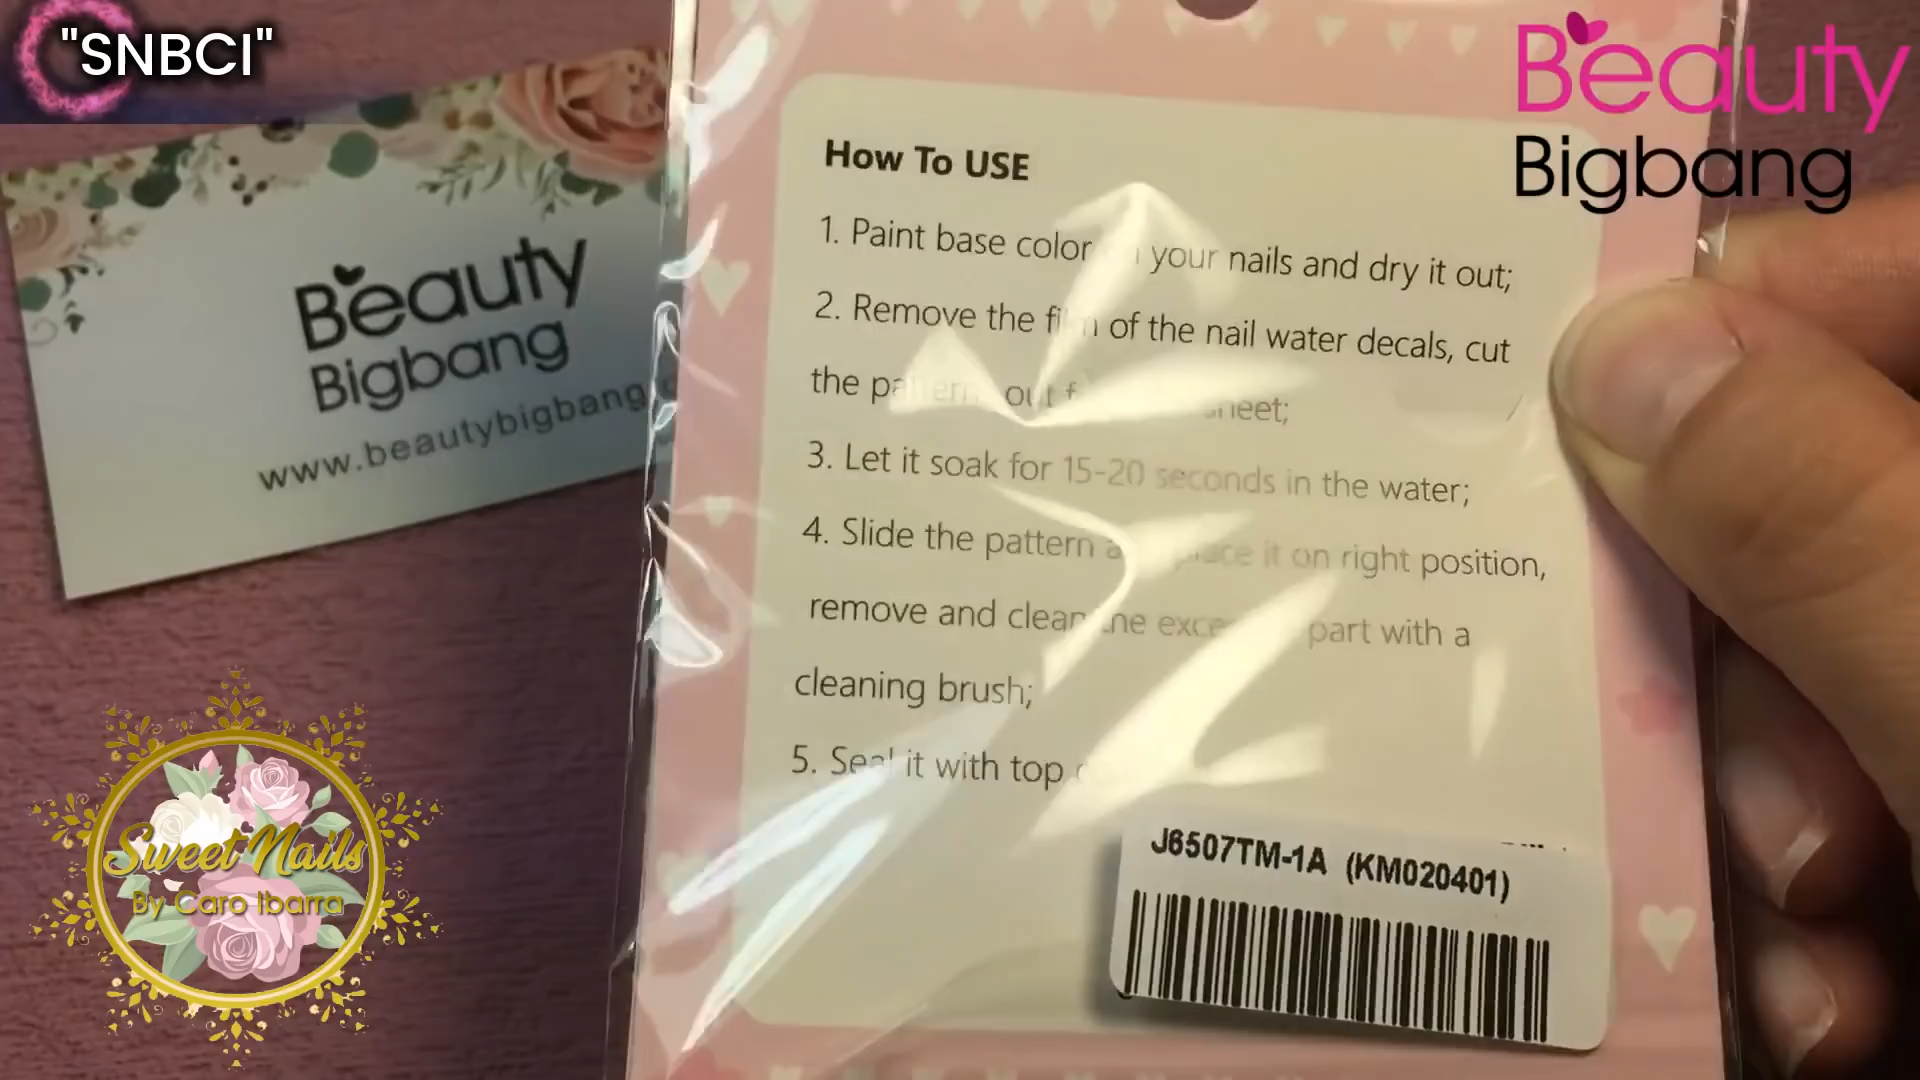 "SNBCI"
Beauty
Bigbang
Beauty
Bigbang
www.beautybigbang
How To USE
1. Paint base color your nails and dry it out;
2. Remove the of the nail water decals, cut
the out
3. Let it soak for 15-20 seconds in the water;
4. Slide the pattern it on right position,
remove and clean part with a
cleaning brush;
5. Seal it with top
J6507TM-1A (KM020401)
Sweet Nails
By Caro Ibarra